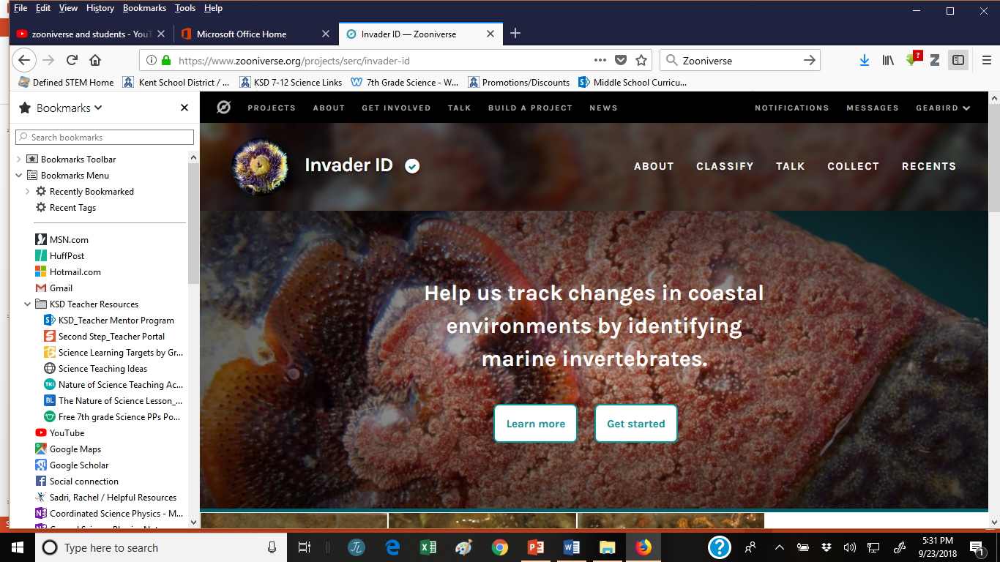 File Edit View History Bookmarks Tools Help
zooniverse and students - YouT
Microsoft Office Home
Invader ID — Zooniverse
https://www.zooniverse.org/projects/serc/invader-id
Zooniverse
Defined STEM Home
Kent School District / ...
KSD 7-12 Science Links
7th Grade Science - W...
Promotions/Discounts
Middle School Curricu...
Bookmarks
Search bookmarks
Bookmarks Toolbar
Bookmarks Menu
Recently Bookmarked
Recent Tags
MSN.com
HuffPost
Hotmail.com
Gmail
KSD Teacher Resources
KSD_Teacher Mentor Program
Second Step_Teacher Portal
Science Learning Targets by Gr...
Science Teaching Ideas
TKI Nature of Science Teaching Ac...
BL The Nature of Science Lesson_...
Free 7th grade Science PPs Po...
YouTube
Google Maps
Google Scholar
Social connection
Sadri, Rachel / Helpful Resources
Coordinated Science Physics - M...
PROJECTS ABOUT GET INVOLVED TALK BUILD A PROJECT NEWS
NOTIFICATIONS MESSAGES GEABIRD
Invader ID
ABOUT CLASSIFY TALK COLLECT RECENTS
Help us track changes in coastal
environments by identifying
marine invertebrates.
Learn more
Get started
Type here to search
5:31 PM
9/23/2018
1